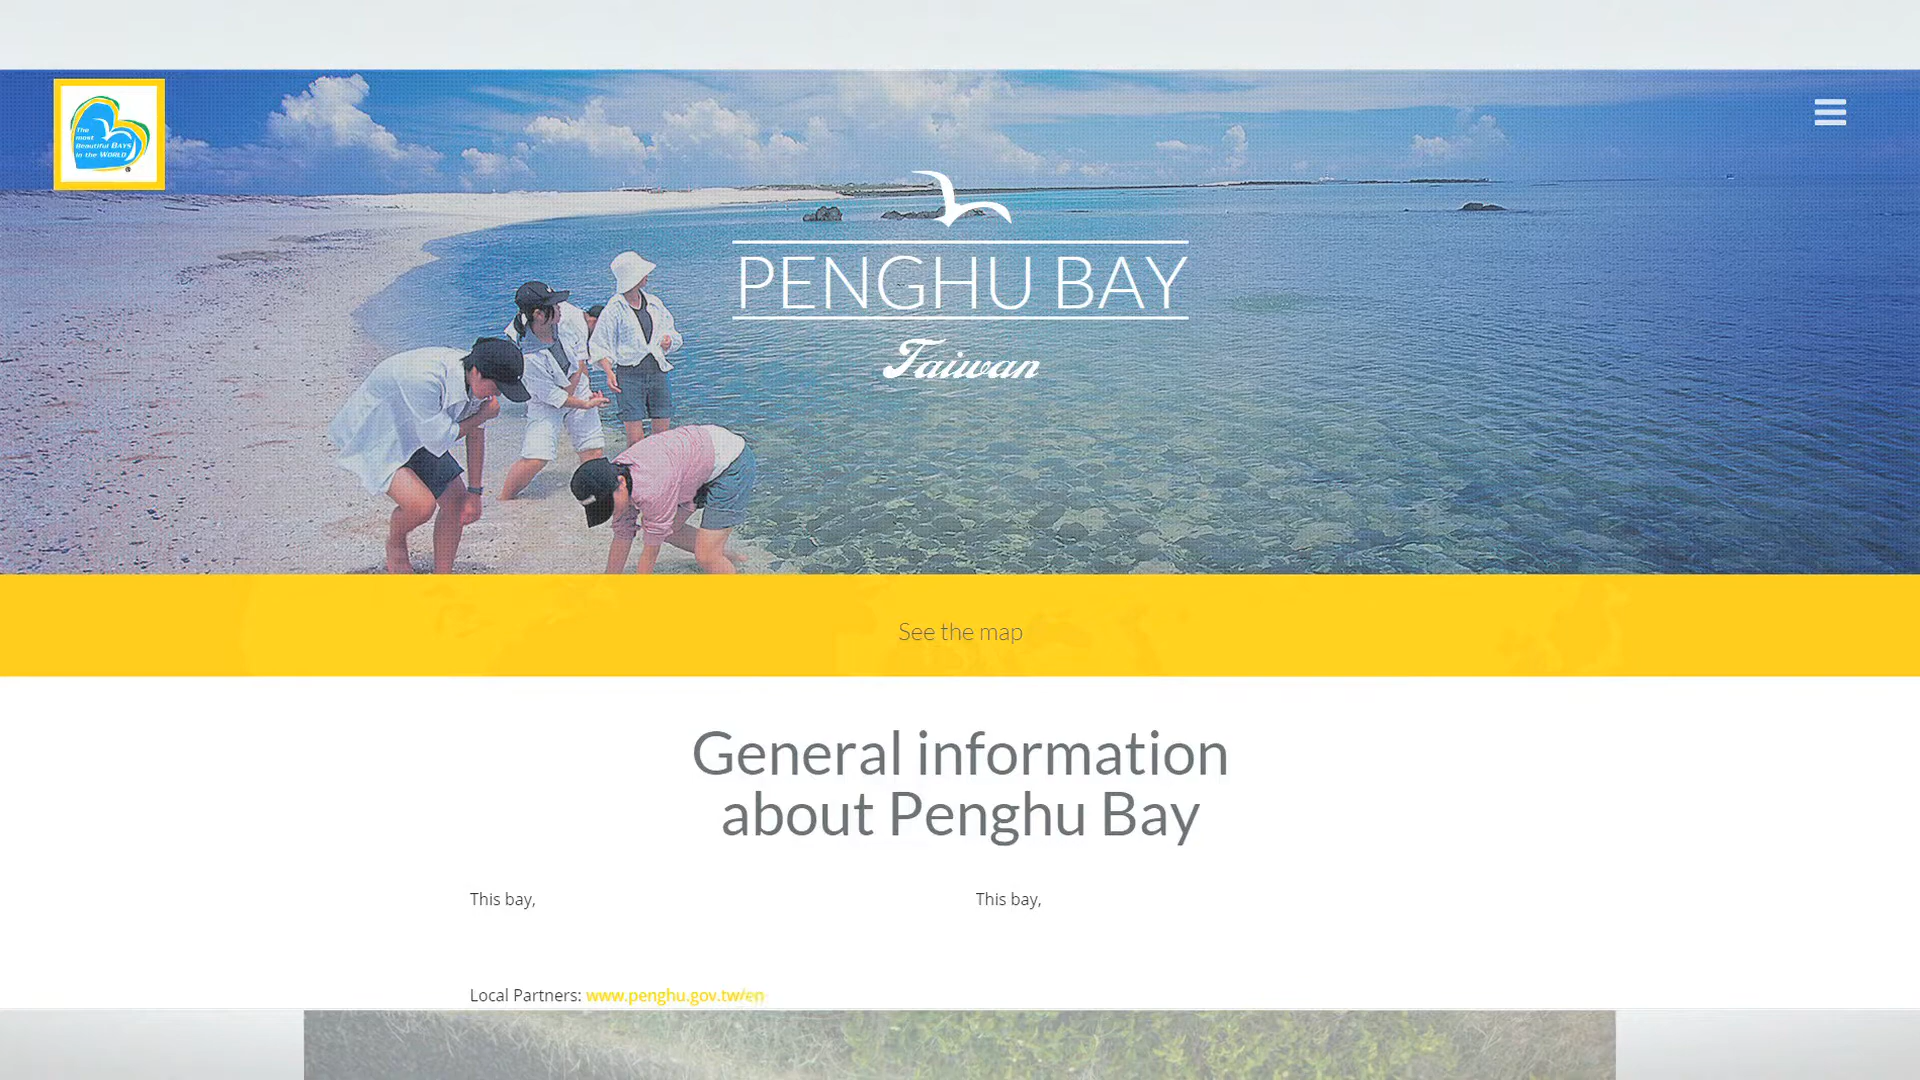 The
most
Beautiful BAYS
in the WORLD
PENGHU BAY
Taiwan
See the map
General information
about Penghu Bay
This bay,
This bay,
Local Partners: www.penghu.gov.tw/en